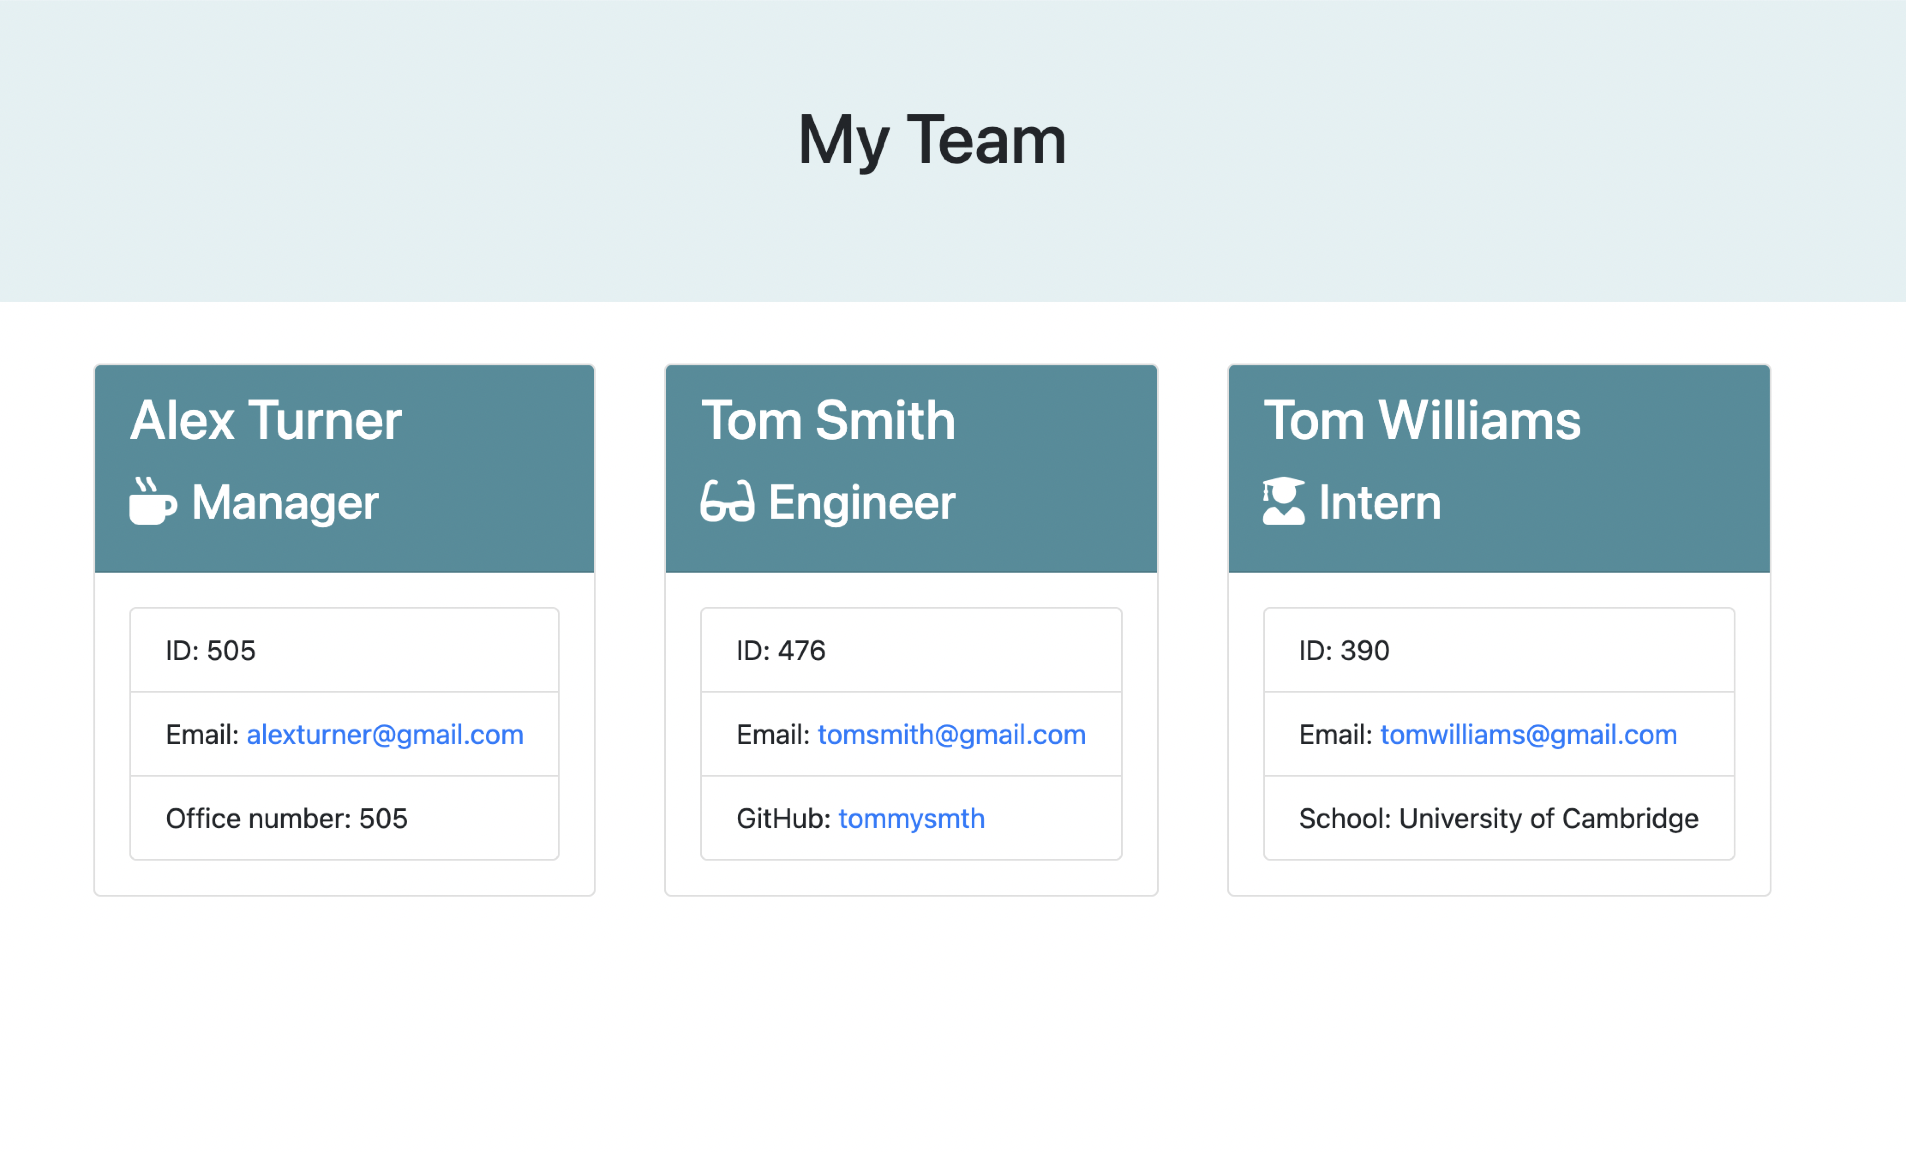 My Team
Alex Turner
Manager
ID: 505
Email: alexturner@gmail.com
Office number: 505
Tom Smith
Engineer
ID: 476
Email: tomsmith@gmail.com
GitHub: tommysmth
Tom Williams
Intern
ID: 390
Email: tomwilliams@gmail.com
School: University of Cambridge